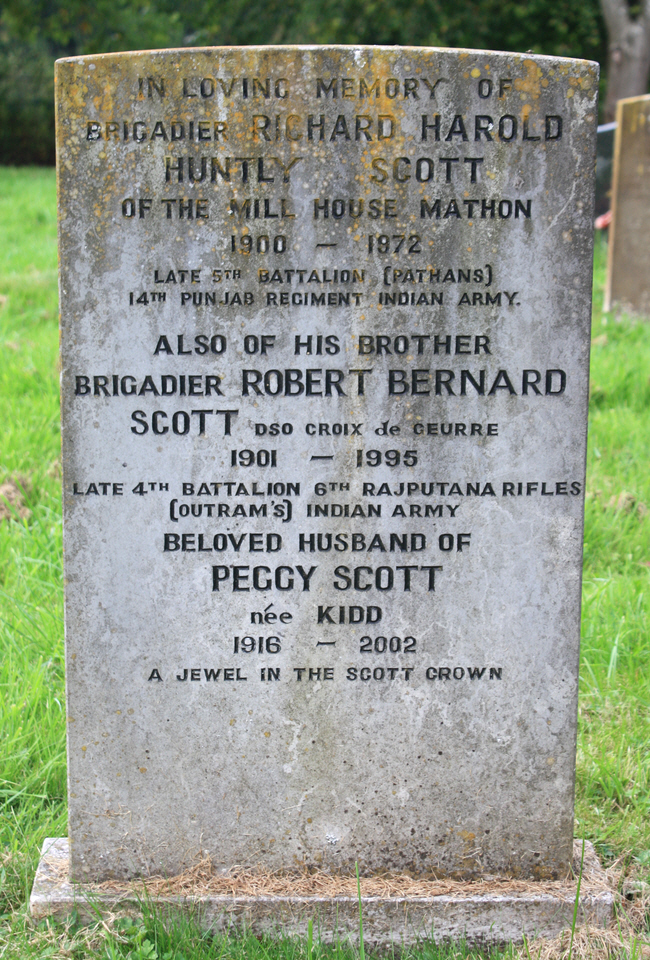 IN LOVING MEMORY OF
BRIGADIER RICHARD HAROLD
HUNTLY SCOTT
OF THE MILL HOUSE MATHON
1900 — 1972
LATE 5TH BATTALION (PATHANS)
14TH PUNJAB REGIMENT INDIAN ARMY.
ALSO OF HIS BROTHER
BRIGADIER ROBERT BERNARD
SCOTT DSO CROIX de GEURRE
1901 — 1995
LATE 4TH BATTALION 6TH RAJPUTANA RIFLES
(OUTRAM'S) INDIAN ARMY
BELOVED HUSBAND OF
PEGGY SCOTT
née KIDD
1916 — 2002
A JEWEL IN THE SCOTT CROWN